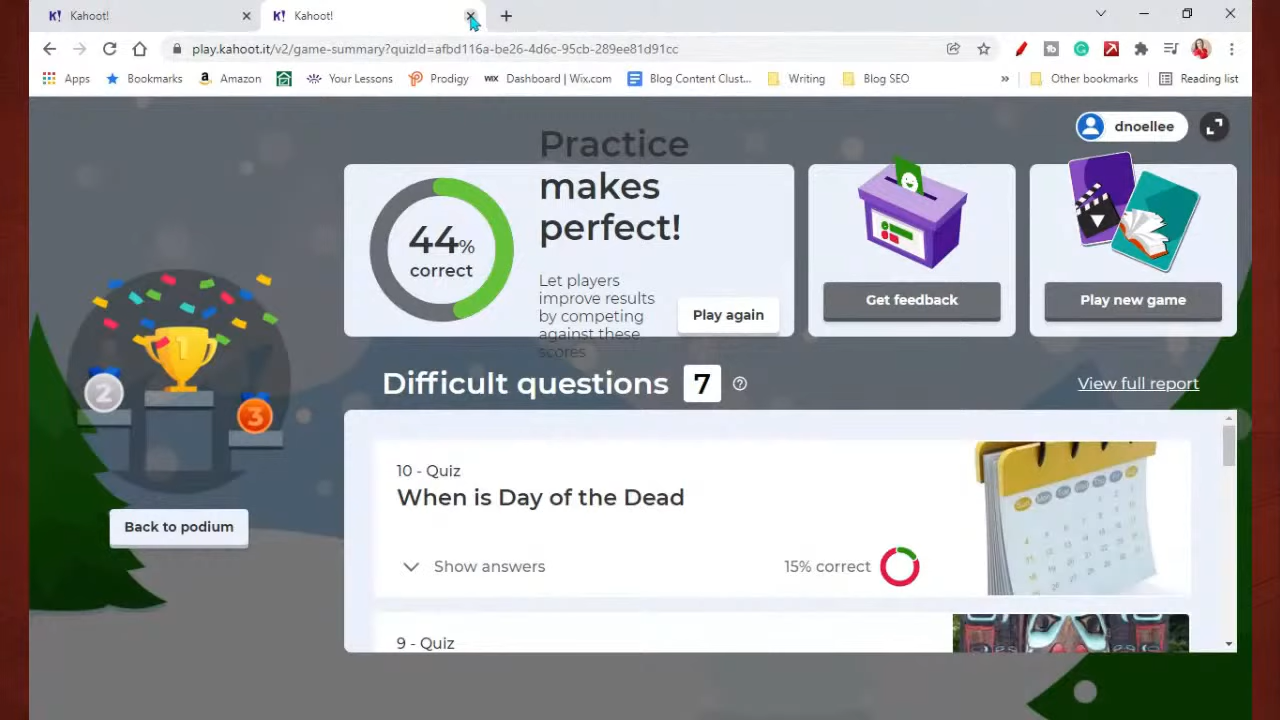 K! Kahoot!
K! Kahoot!
play.kahoot.it/v2/game-summary?quizId=afbd116a-be26-4d6c-95cb-289ee81d91cc
Apps
Bookmarks
Amazon
Your Lessons
Prodigy
WIX Dashboard | Wix.com
Blog Content Clust...
Writing
Blog SEO
»
Other bookmarks
Reading list
dnoellee
44%
correct
Practice
makes
perfect!
Let players
improve results
by competing
against these
scores
Play again
Get feedback
Play new game
1
2
3
Back to podium
Difficult questions 7 ?
View full report
10 - Quiz
When is Day of the Dead
Show answers
15% correct
9 - Quiz